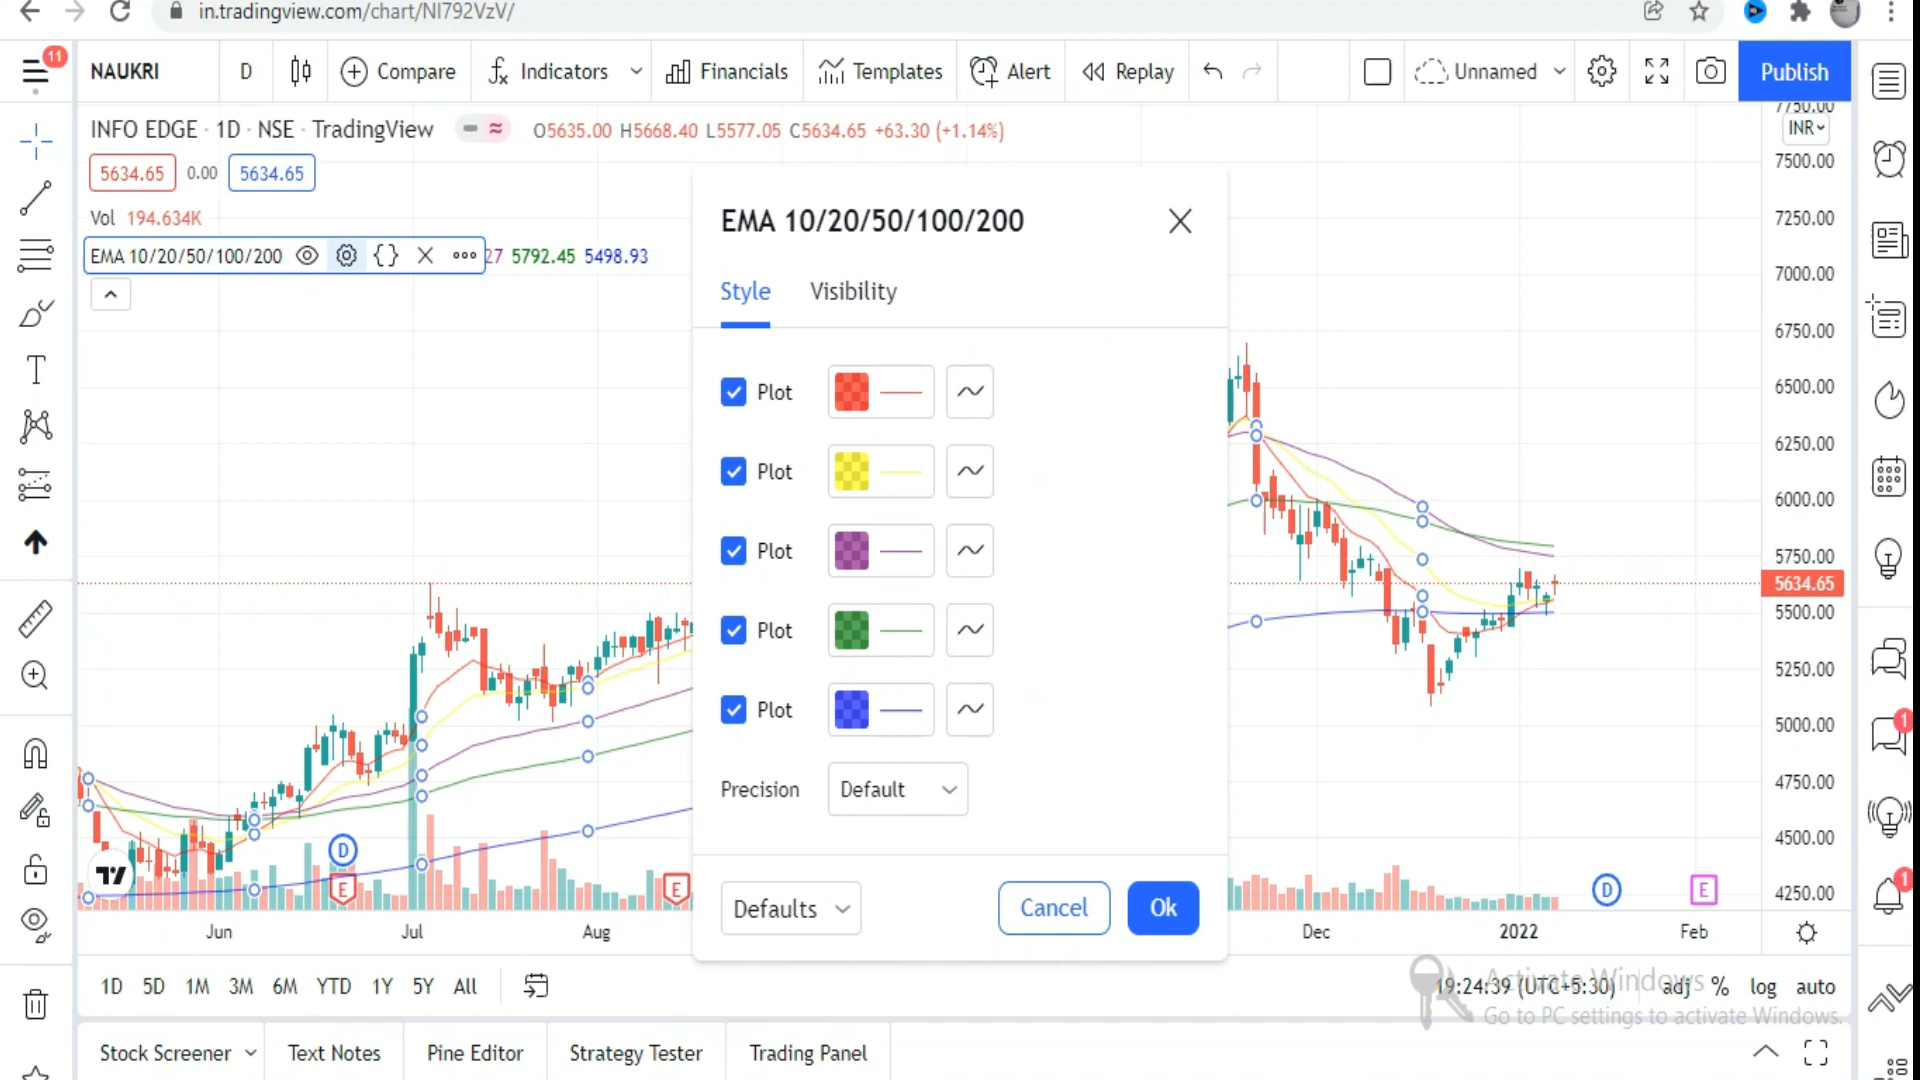 in.tradingview.com/chart/NI792VzV/
11
NAUKRI
D
Compare
Indicators
Financials
Templates
Alert
Replay
Unnamed
Publish
INFO EDGE · 1D · NSE · TradingView
O5635.00 H5668.40 L5577.05 C5634.65 +63.30 (+1.14%)
7750.00
INR
5634.65
0.00
5634.65
Vol 194.634K
EMA 10/20/50/100/200
27 5792.45 5498.93
EMA 10/20/50/100/200
Style
Visibility
Plot
Plot
Plot
Plot
Plot
Precision
Default
Defaults
Cancel
Ok
7500.00
7250.00
7000.00
6750.00
6500.00
6250.00
6000.00
5750.00
5634.65
5500.00
5250.00
5000.00
4750.00
4500.00
4250.00
D
E
E
D
E
1
1
Jun
Jul
Aug
Dec
2022
Feb
1D
5D
1M
3M
6M
YTD
1Y
5Y
All
19:24:39 (UTC+5:30)
adj
%
log
auto
Activate Windows
Go to PC settings to activate Windows.
Stock Screener
Text Notes
Pine Editor
Strategy Tester
Trading Panel